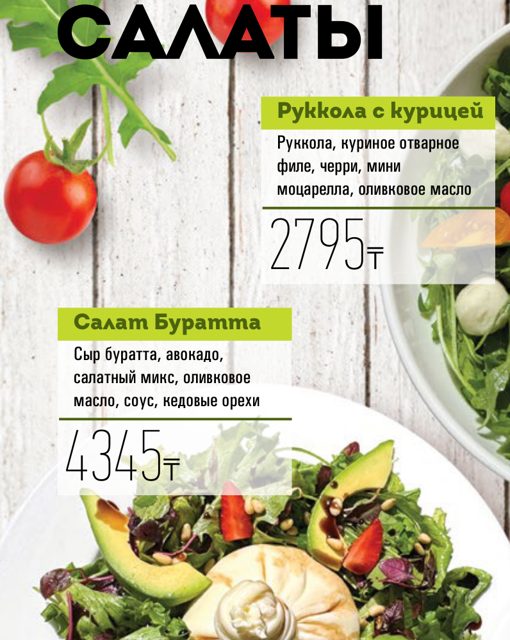 САЛАТЫ
Руккола с курицей
Руккола, куриное отварное
филе, черри, мини
моцарелла, оливковое масло
2795₸
Салат Буратта
Сыр буратта, авокадо,
салатный микс, оливковое
масло, соус, кедовые орехи
4345₸